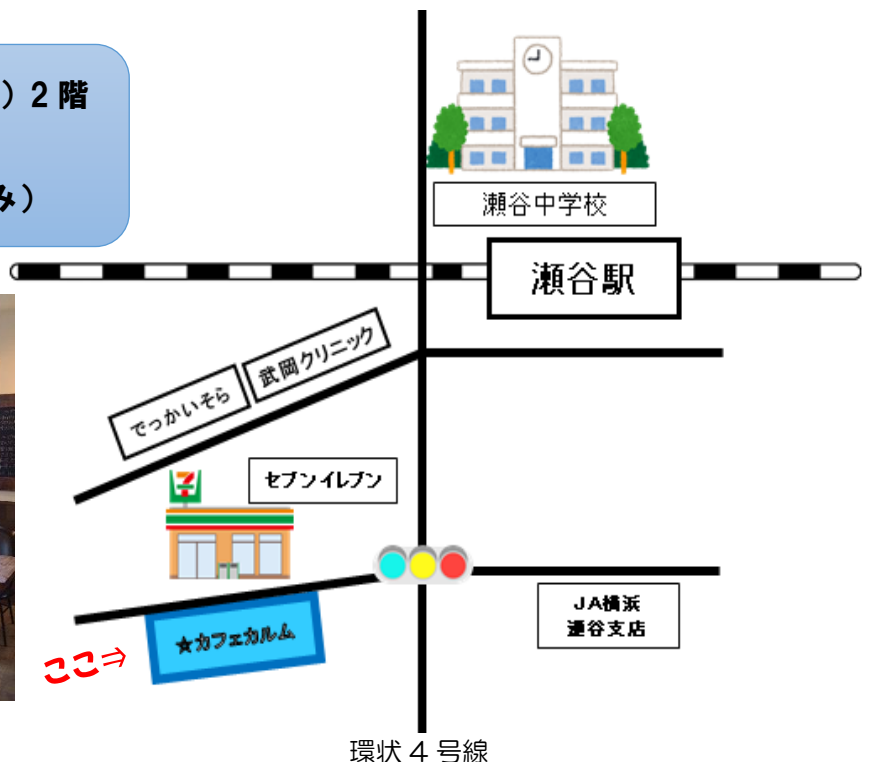 ）2階
み）
瀬谷中学校
瀬谷駅
武岡クリニック
でっかいそら
7
セブンイレブン
★カフェカルム
ここ⇒
JA横浜
瀬谷支店
環状４号線